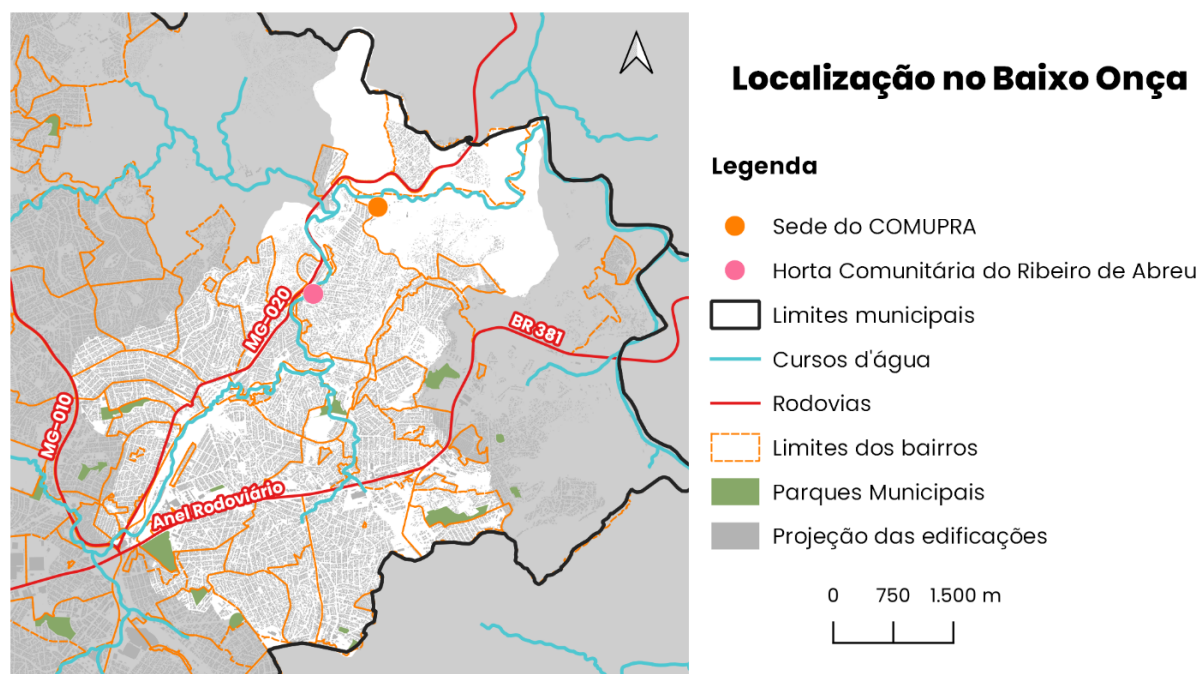 Localização no Baixo Onça
Legenda
Sede do COMUPRA
Horta Comunitária do Ribeiro de Abreu
Limites municipais
Cursos d'água
Rodovias
Limites dos bairros
Parques Municipais
Projeção das edificações
0 750 1.500 m
MG-020
BR 381
MG-010
Anel Rodoviário